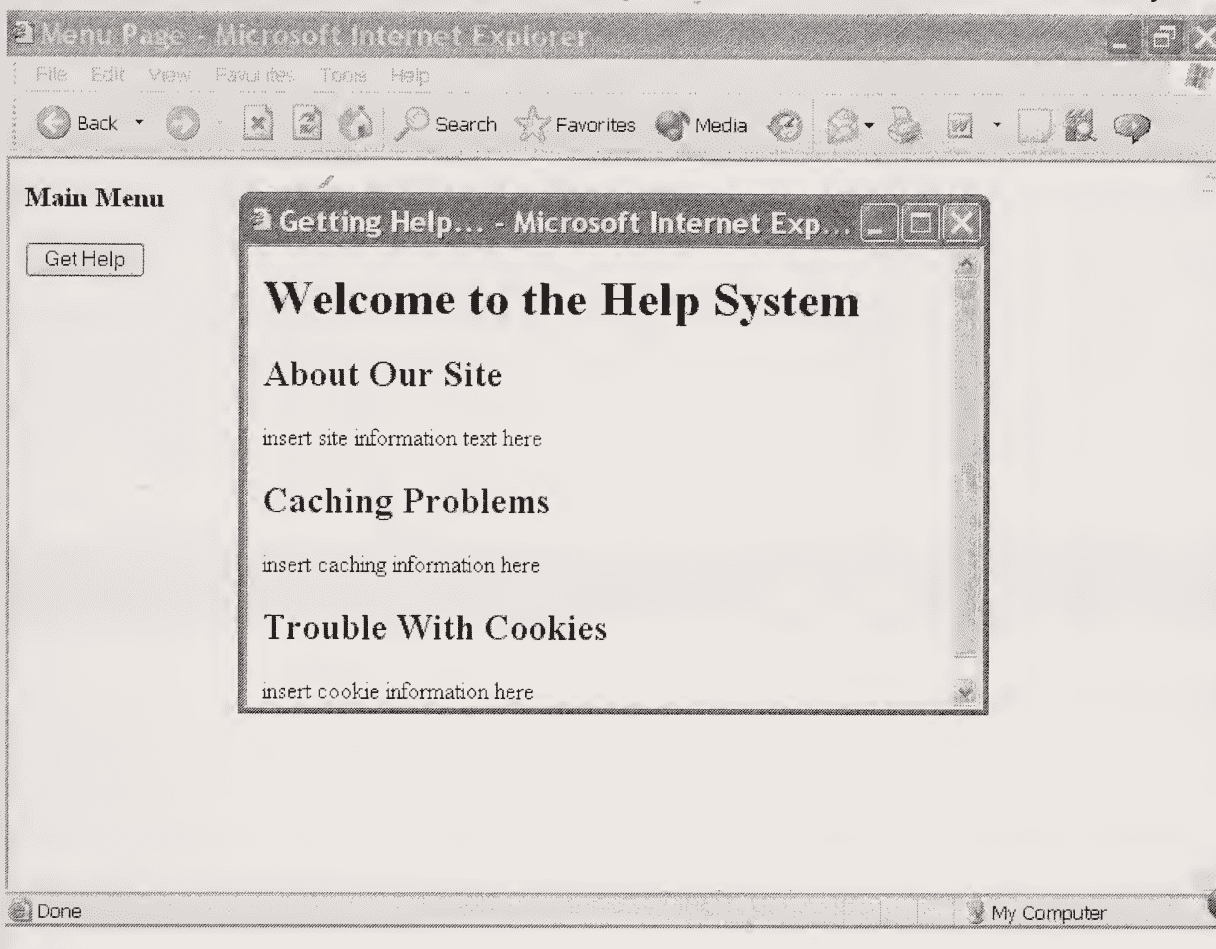 Menu Page - Microsoft Internet Explorer
File Edit View Favorites Tools Help
Back Search Favorites Media
Main Menu
Get Help
Getting Help... - Microsoft Internet Exp...
Welcome to the Help System
About Our Site
insert site information text here
Caching Problems
insert caching information here
Trouble With Cookies
insert cookie information here
Done My Computer